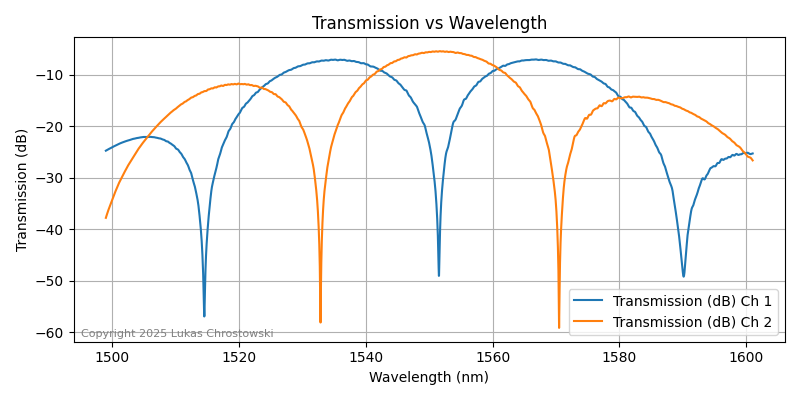 Transmission vs Wavelength
Transmission (dB)
−10
−20
−30
−40
−50
−60
1500
1520
1540
1560
1580
1600
Wavelength (nm)
Transmission (dB) Ch 1
Transmission (dB) Ch 2
Copyright 2025 Lukas Chrostowski